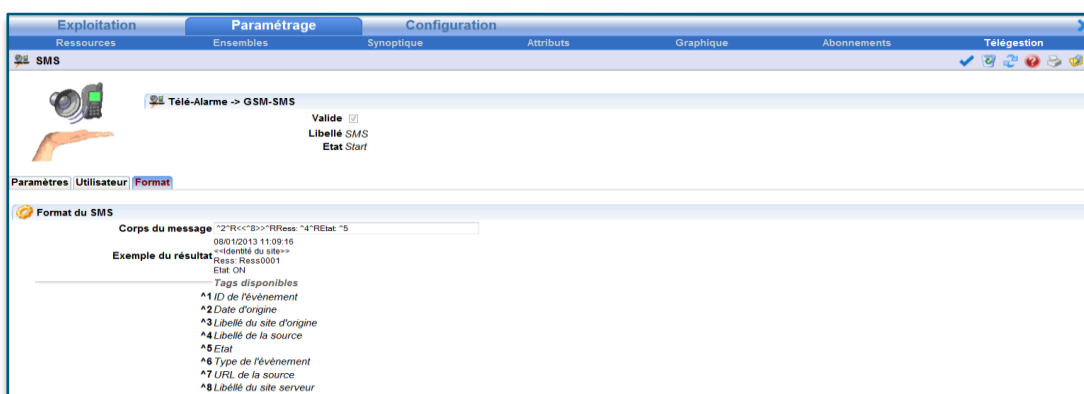 Exploitation Paramétrage Configuration
Ressources Ensembles Synoptique Attributs Graphique Abonnements Télégestion
SMS
Télé-Alarme -> GSM-SMS
Valide
Libellé SMS
Etat Start
Paramètres Utilisateur Format
Format du SMS
Corps du message ^2^R<<^8>>^RRess: ^4^REtat: ^5
Exemple du résultat 08/01/2013 11:09:16
<<Identité du site>>
Ress: Ress0001
Etat: ON
Tags disponibles
^1 ID de l'évènement
^2 Date d'origine
^3 Libellé du site d'origine
^4 Libellé de la source
^5 Etat
^6 Type de l'évènement
^7 URL de la source
^8 Libéllé du site serveur